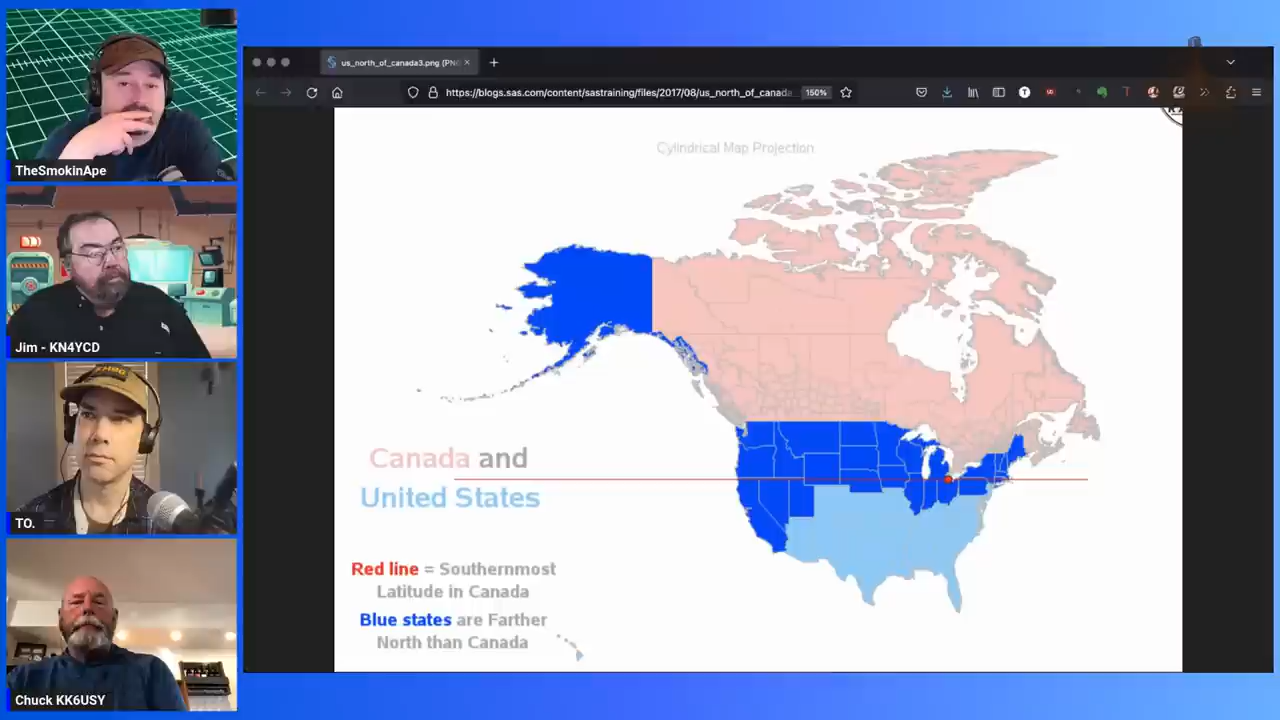 TheSmokinApe
Jim - KN4YCD
TO.
Chuck KK6USY
us_north_of_canada3.png (PN
https://blogs.sas.com/content/sastraining/files/2017/08/us_north_of_canada
150%
Cylindrical Map Projection
Canada and
United States
Red line = Southernmost
Latitude in Canada
Blue states are Farther
North than Canada